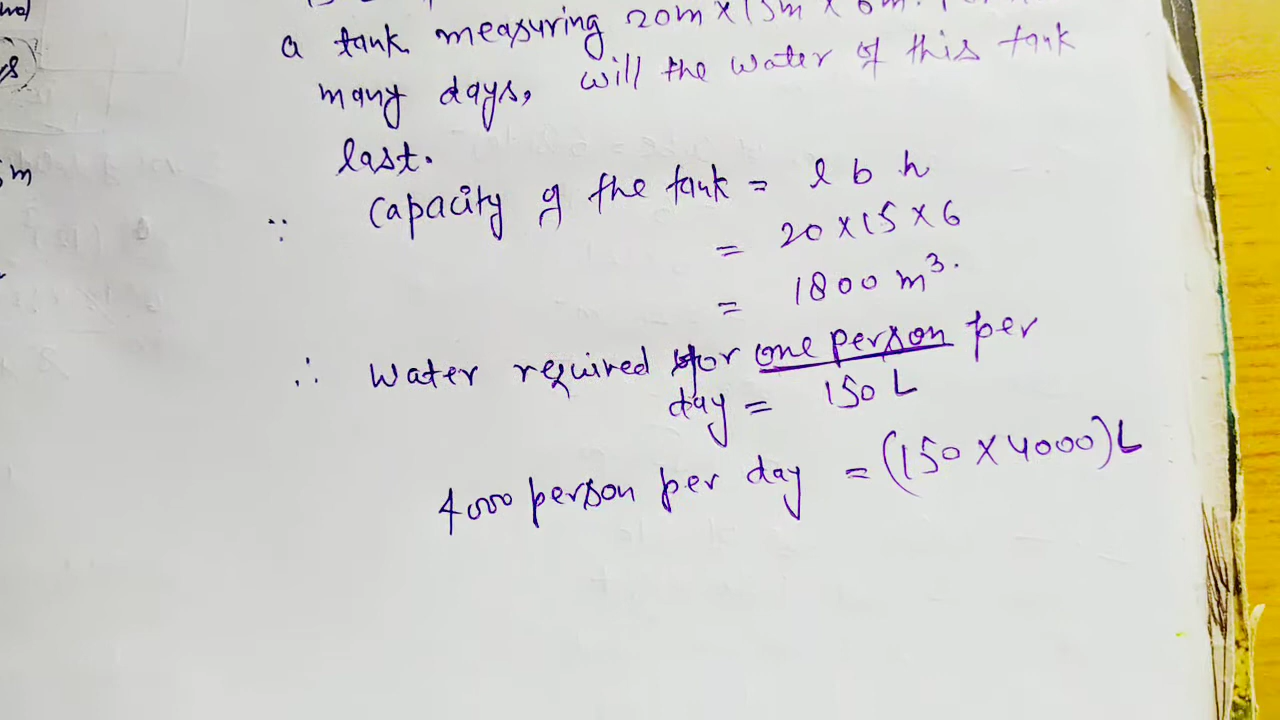 a tank measuring 20m x 15m x 6m.
many days, will the water of this tank
last.
m
∵ Capacity of the tank = l b h
= 20 x 15 x 6
= 1800 m³.
∴ Water required for one person per
day = 150 L
4000 person per day = (150 x 4000) L